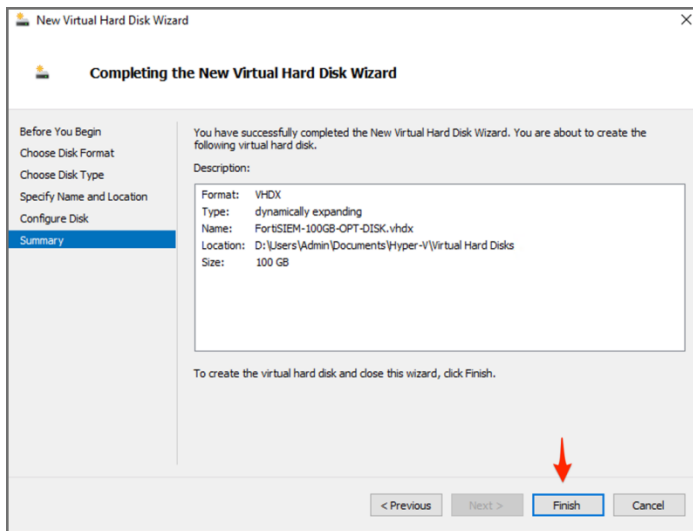 New Virtual Hard Disk Wizard
Completing the New Virtual Hard Disk Wizard
Before You Begin
Choose Disk Format
Choose Disk Type
Specify Name and Location
Configure Disk
Summary
You have successfully completed the New Virtual Hard Disk Wizard. You are about to create the
following virtual hard disk.
Description:
Format: VHDX
Type: dynamically expanding
Name: FortiSIEM-100GB-OPT-DISK.vhdx
Location: D:\Users\Admin\Documents\Hyper-V\Virtual Hard Disks
Size: 100 GB
To create the virtual hard disk and close this wizard, click Finish.
< Previous Next > Finish Cancel